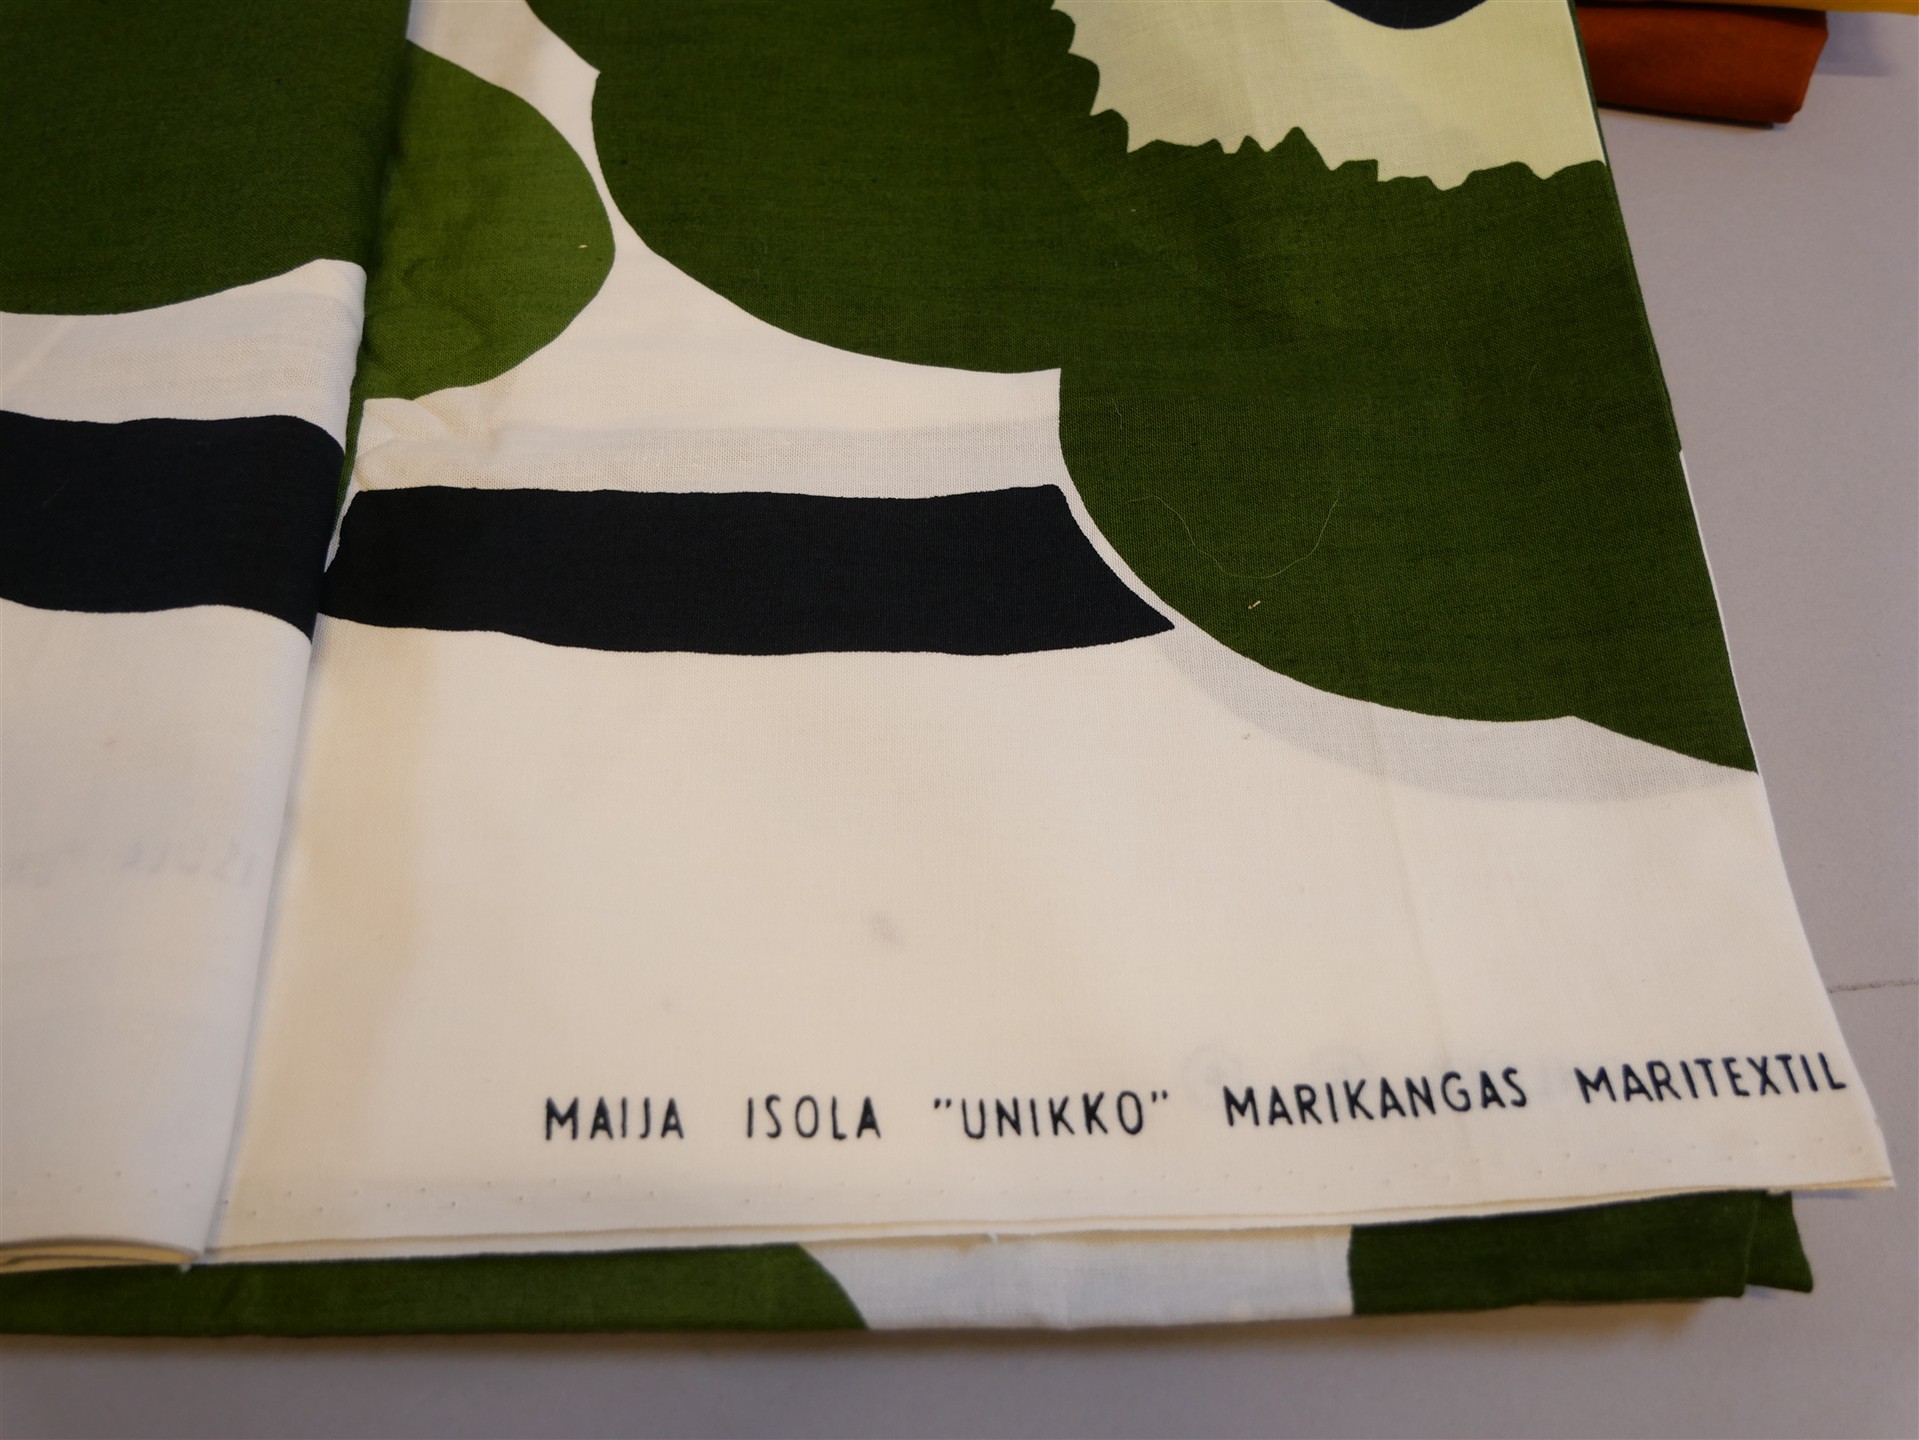 MAIJA ISOLA "UNIKKO" MARIKANGAS MARITEXTIL